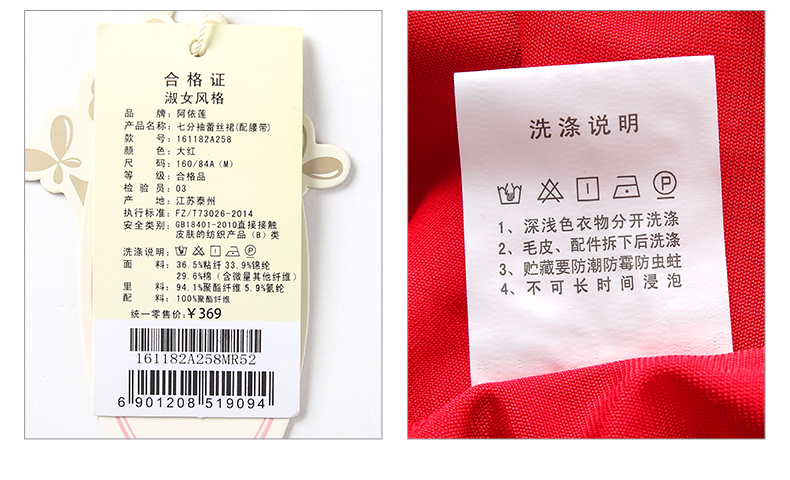 合格证
淑女风格
品 牌:阿依莲
产品名称:七分袖蕾丝裙(配腰带)
款 号:161182A258
颜 色:大红
尺 码:160/84A(M)
等 级:合格品
检 验 员:03
产 地:江苏泰州
执行标准:FZ/T73026-2014
安全类别:GB18401-2010直接接触
皮肤的纺织产品(B)类
洗涤说明:
面 料:36.5%粘纤 33.9%锦纶
29.6%棉(含微量其他纤维)
里 料:94.1%聚酯纤维 5.9%氨纶
配 料:100%聚酯纤维
统一零售价:¥369
161182A258MR52
6 901208 519094
洗涤说明
P
1、深浅色衣物分开洗涤
2、毛皮、配件拆下后洗涤
3、贮藏要防潮防霉防虫蛀
4、不可长时间浸泡